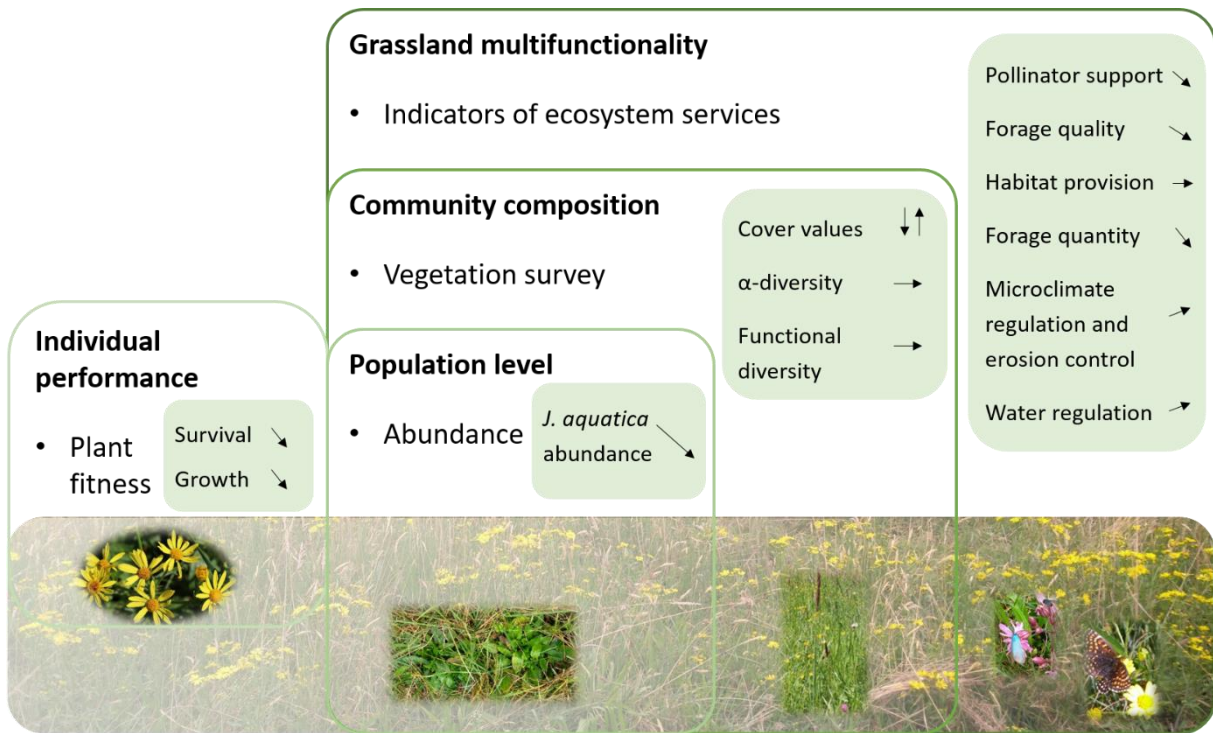 Grassland multifunctionality
• Indicators of ecosystem services
Pollinator support
Forage quality
Habitat provision
Forage quantity
Microclimate
regulation and
erosion control
Water regulation
Community composition
• Vegetation survey
Cover values
α-diversity
Functional
diversity
Individual
performance
• Plant
fitness
Survival
Growth
Population level
• Abundance
J. aquatica
abundance